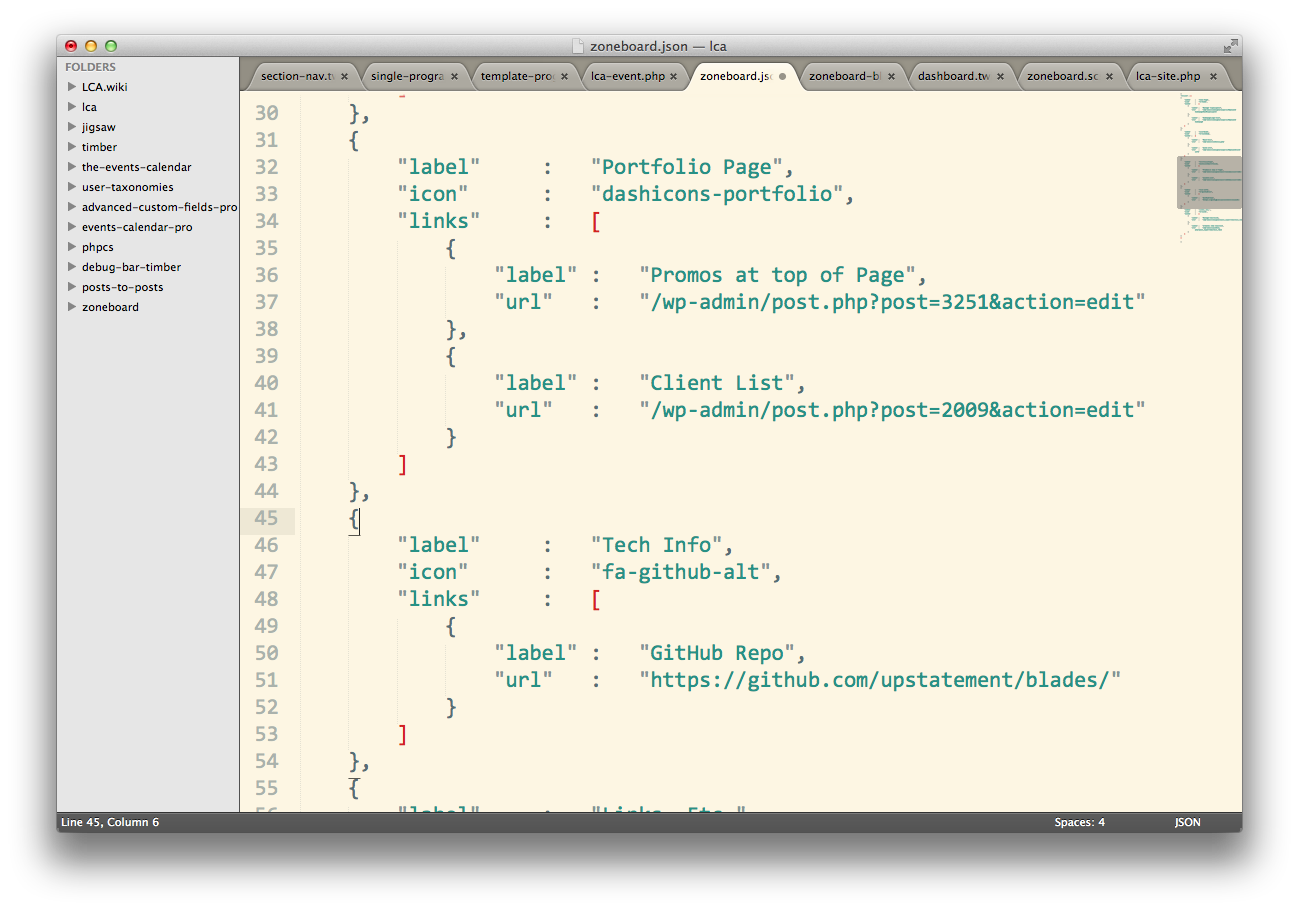 zoneboard.json — lca
FOLDERS
LCA.wiki
lca
jigsaw
timber
the-events-calendar
user-taxonomies
advanced-custom-fields-pro
events-calendar-pro
phpcs
debug-bar-timber
posts-to-posts
zoneboard
section-nav.tw × single-progra × template-pro × lca-event.php × zoneboard.jsc zoneboard-bl × dashboard.tw × zoneboard.sc × lca-site.php ×
30 },
31 {
32 "label" : "Portfolio Page",
33 "icon" : "dashicons-portfolio",
34 "links" : [
35 {
36 "label" : "Promos at top of Page",
37 "url" : "/wp-admin/post.php?post=3251&action=edit"
38 },
39 {
40 "label" : "Client List",
41 "url" : "/wp-admin/post.php?post=2009&action=edit"
42 }
43 ]
44 },
45 {
46 "label" : "Tech Info",
47 "icon" : "fa-github-alt",
48 "links" : [
49 {
50 "label" : "GitHub Repo",
51 "url" : "https://github.com/upstatement/blades/"
52 }
53 ]
54 },
55 {
56 "label" : "Links, Etc."
Line 45, Column 6
Spaces: 4
JSON